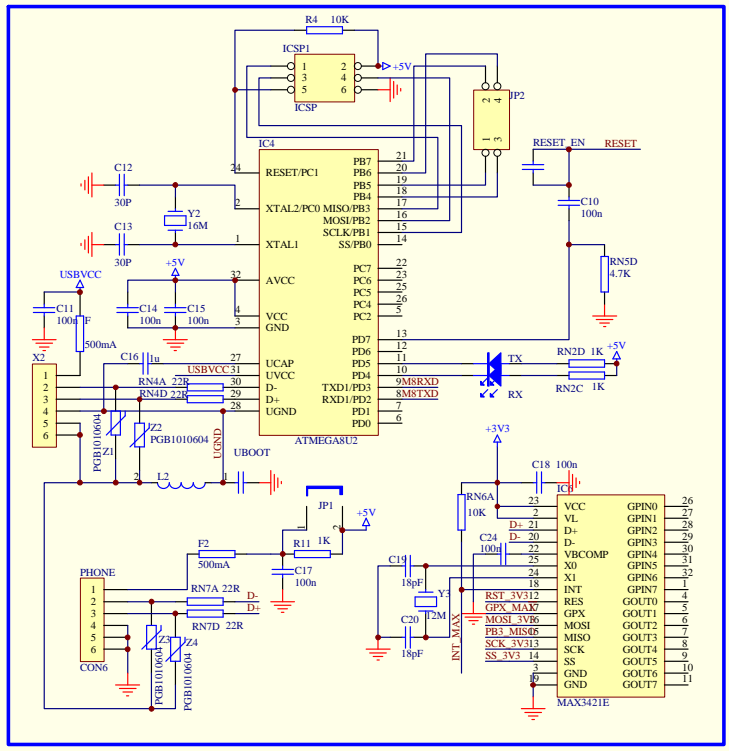 R4 10K
ICSP1
1 2 +5V
3 4
5 6
ICSP
JP2
2 4
1 3
RESET_EN RESET
C10
100n
RN5D
4.7K
IC4
24 RESET/PC1
2 XTAL2/PC0
1 XTAL1
32 AVCC
4 VCC
3 GND
27 UCAP
USBVCC 31 UVCC
30 D-
29 D+
28 UGND
PB7 21
PB6 20
PB5 19
PB4 18
MISO/PB3 17
MOSI/PB2 16
SCLK/PB1 15
SS/PB0 14
PC7 22
PC6 23
PC5 25
PC4 26
PC2 5
PD7 13
PD6 12
PD5 11
PD4 10
TXD1/PD3 9 M8RXD
RXD1/PD2 8 M8TXD
PD1 7
PD0 6
ATMEGA8U2
C12
30P
Y2
16M
C13
30P
USBVCC
+5V
C11
100n
F
500mA
C14
100n
C15
100n
C16 1u
X2
1
2
3
4
5
6
RN4A 22R
RN4D 22R
PGB1010604
Z1
Z2
PGB1010604
UGND
1 L2 2
UBOOT
1
TX
RX
RN2D 1K
+5V
RN2C 1K
JP1
1 2
+5V
F2
500mA
R11 1K
C17
100n
PHONE
1
2
3
4
5
6
CON6
RN7A 22R D-
RN7D 22R D+
Z3
PGB1010604
Z4
PGB1010604
+3V3
C18 100n
RN6A
10K
C24
100n
C19
18pF
Y3
12M
C20
18pF
INT_MAX
23 VCC
2 VL
D+ 21 D+
D- 20 D-
22 VBCOMP
25 X0
24 X1
18 INT
RST_3V3 12 RES
GPX_MAX 17 GPX
MOSI_3V3 16 MOSI
PB3_MISO 15 MISO
SCK_3V3 13 SCK
SS_3V3 14 SS
3 GND
19 GND
GPIN0 26
GPIN1 27
GPIN2 28
GPIN3 29
GPIN4 30
GPIN5 31
GPIN6 32
GPIN7 1
GOUT0 4
GOUT1 5
GOUT2 6
GOUT3 7
GOUT4 8
GOUT5 9
GOUT6 10
GOUT7 11
MAX3421E